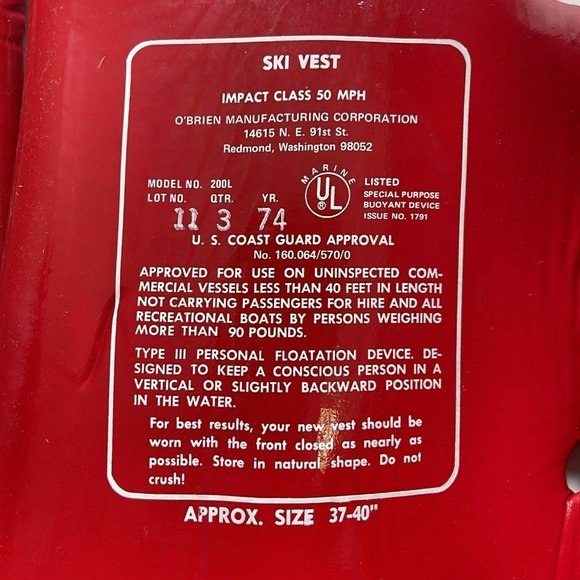 SKI VEST
IMPACT CLASS 50 MPH
O'BRIEN MANUFACTURING CORPORATION
14615 N. E. 91st St.
Redmond, Washington 98052
MODEL NO. 200L
LOT NO. QTR. YR.
11 3 74
MARINE
UL
LISTED
SPECIAL PURPOSE
BUOYANT DEVICE
ISSUE NO. 1791
U. S. COAST GUARD APPROVAL
No. 160.064/570/0
APPROVED FOR USE ON UNINSPECTED COM-
MERCIAL VESSELS LESS THAN 40 FEET IN LENGTH
NOT CARRYING PASSENGERS FOR HIRE AND ALL
RECREATIONAL BOATS BY PERSONS WEIGHING
MORE THAN 90 POUNDS.
TYPE III PERSONAL FLOATATION DEVICE. DE-
SIGNED TO KEEP A CONSCIOUS PERSON IN A
VERTICAL OR SLIGHTLY BACKWARD POSITION
IN THE WATER.
For best results, your new vest should be
worn with the front closed as nearly as
possible. Store in natural shape. Do not
crush!
APPROX. SIZE 37-40"